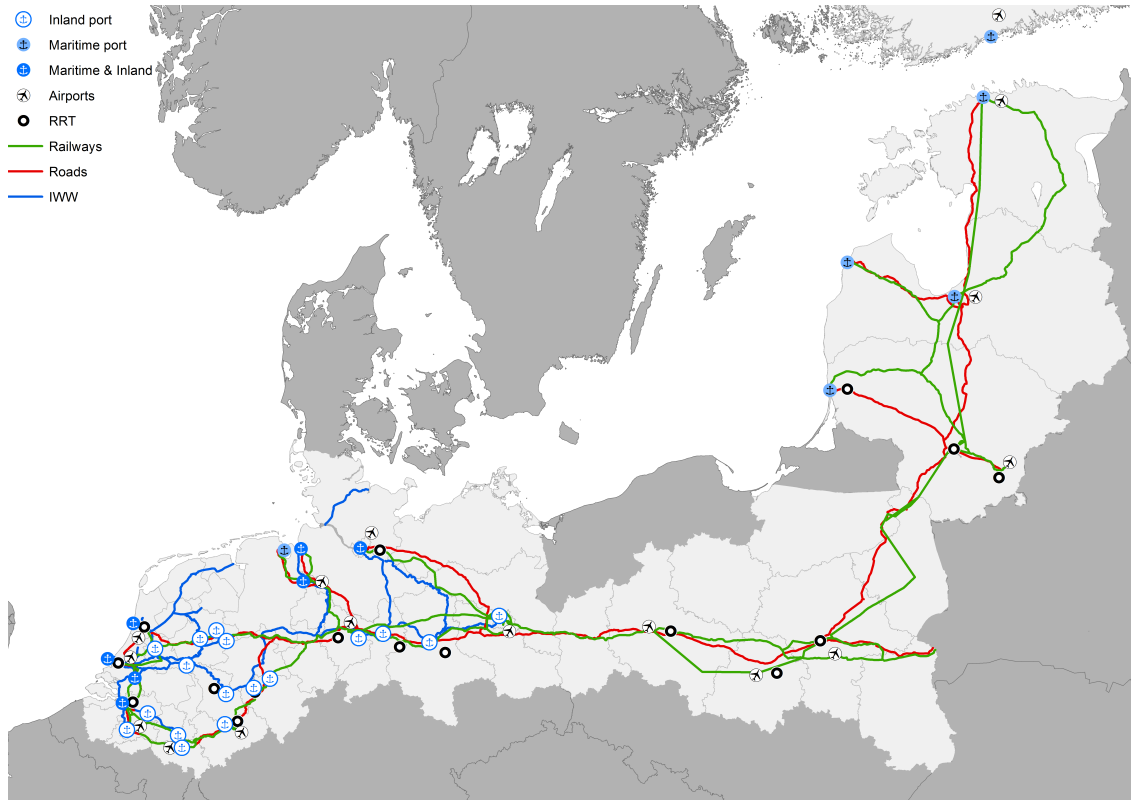 Inland port
Maritime port
Maritime & Inland
Airports
RRT
Railways
Roads
IWW